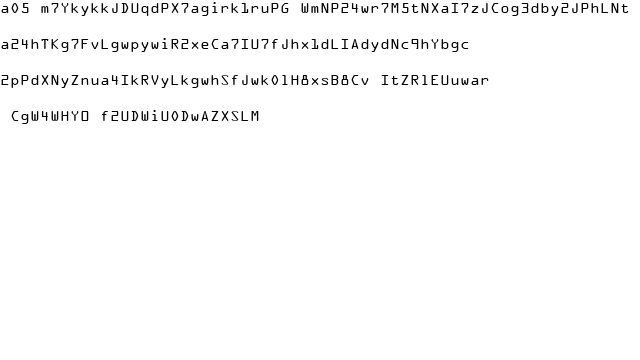 a05 m7YkykkJDUqdPX7agirk1ruPG WmNP24wr7M5tNXaI7zJCog3dby2JPhLNt
a24hTKg7FvLgwpywiR2xeCa7IU7fJhx1dLIAdydNc9hYbgc
2pPdXNyZnua4IkRVyLkgwhSfJwk01H8xsB8Cv ItZR1EUuwar
CgW4WHYO f2UDWiU0DwAZXSLM